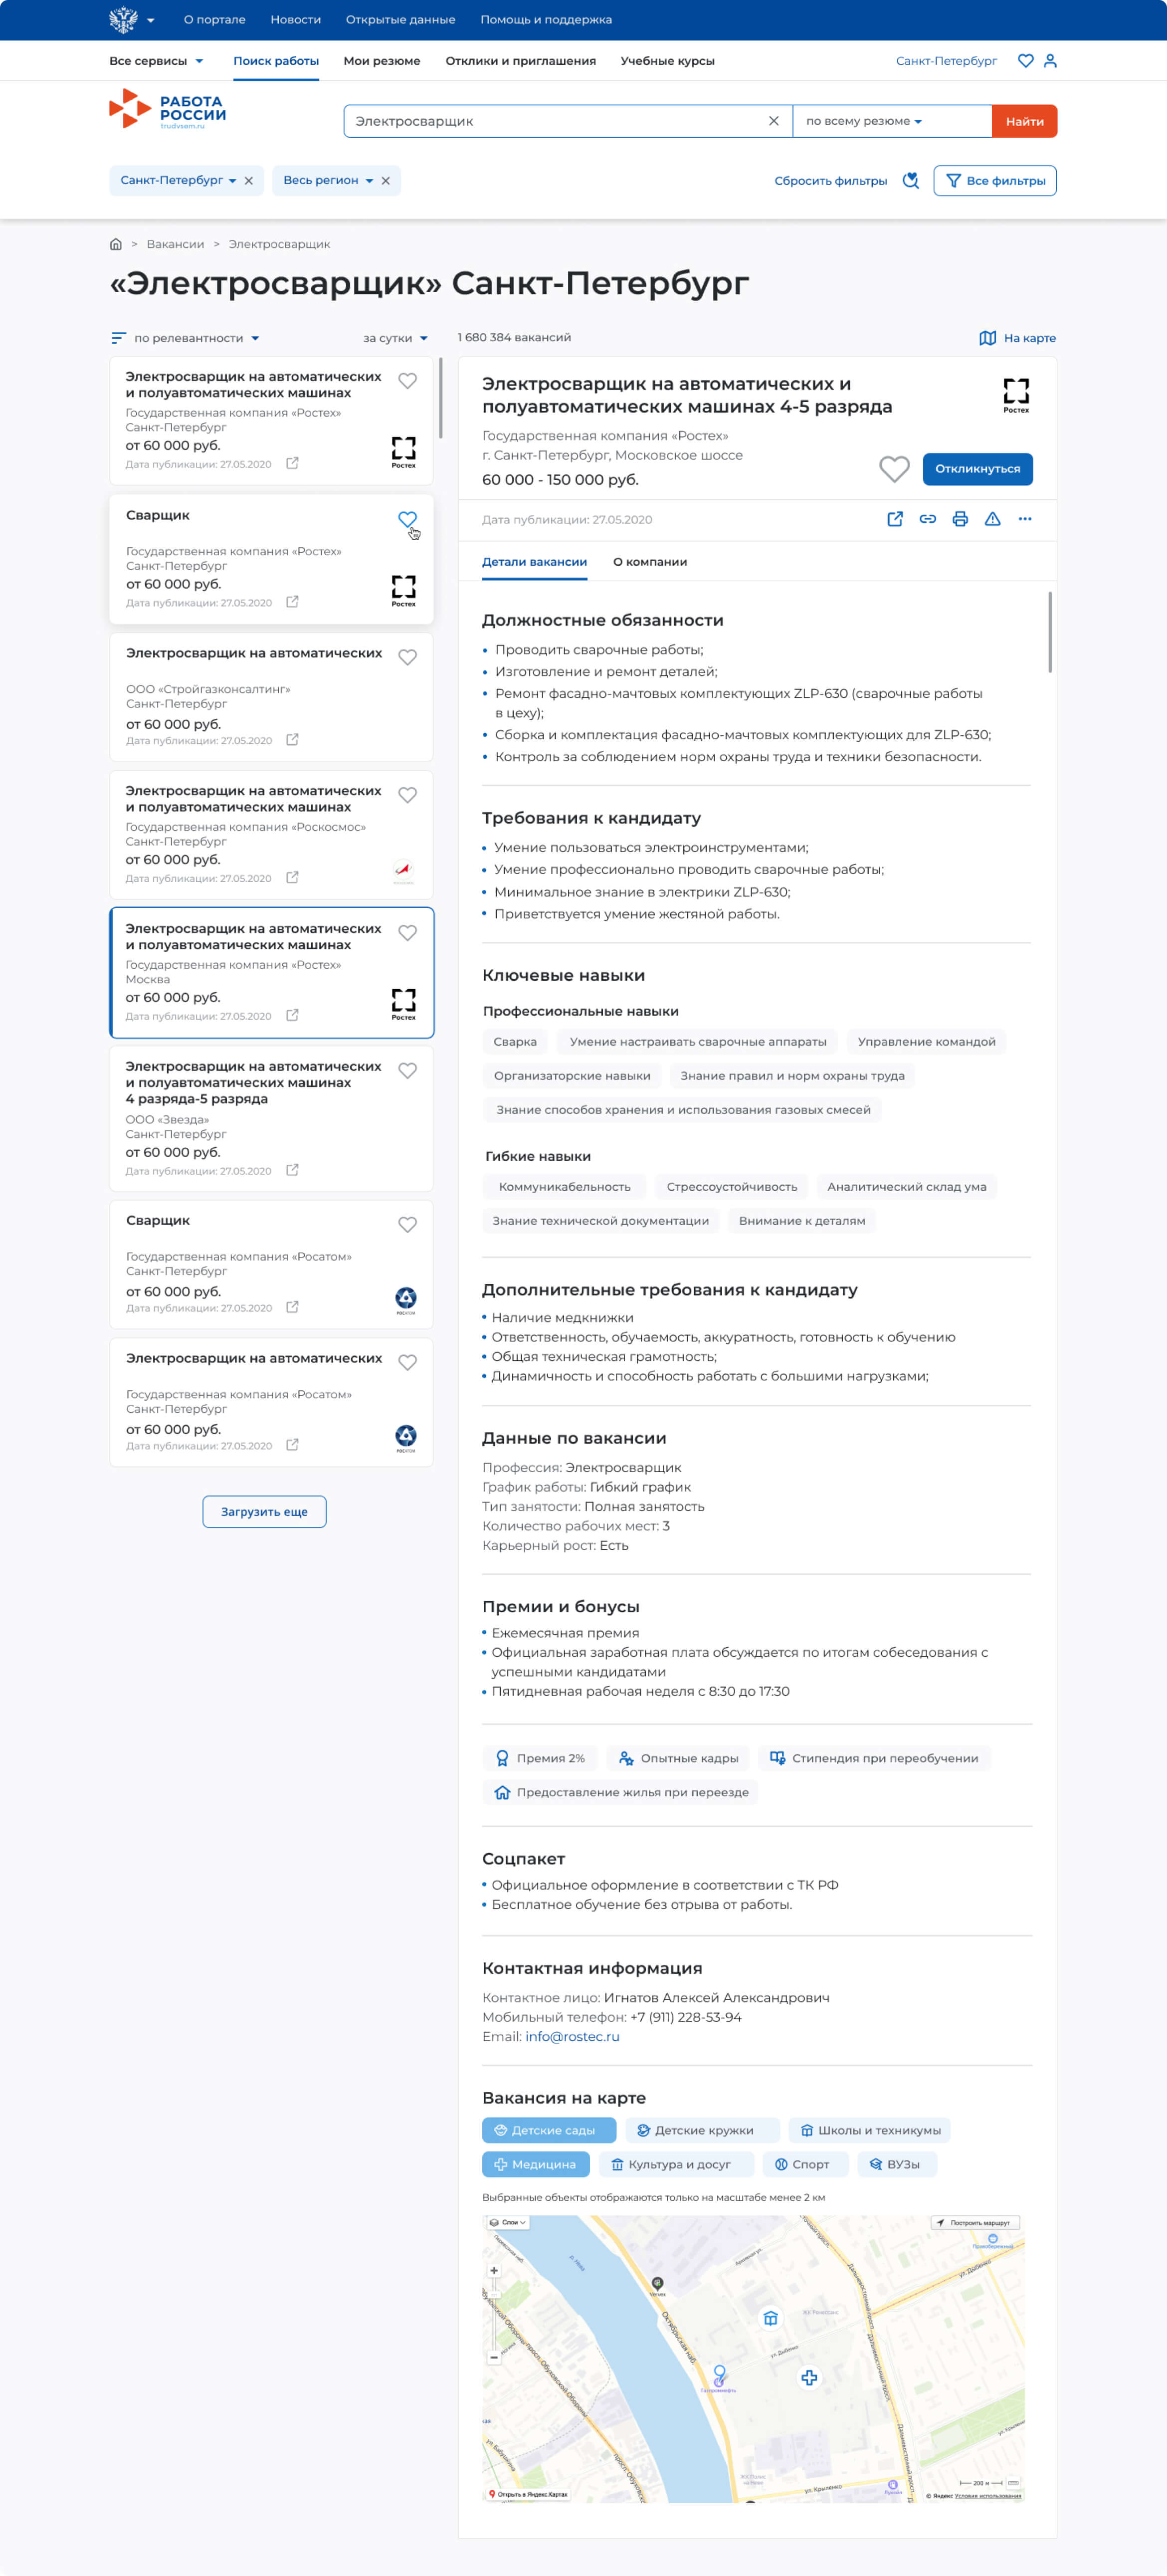 О портале Новости Открытые данные Помощь и поддержка
Все сервисы Поиск работы Мои резюме Отклики и приглашения Учебные курсы Санкт-Петербург
РАБОТА
РОССИИ
trudvsem.ru
Электросварщик по всему резюме Найти
Санкт-Петербург Весь регион Сбросить фильтры Все фильтры
> Вакансии > Электросварщик
«Электросварщик» Санкт-Петербург
по релевантности за сутки
Электросварщик на автоматических
и полуавтоматических машинах
Государственная компания «Ростех»
Санкт-Петербург
от 60 000 руб.
Дата публикации: 27.05.2020
Ростех
Сварщик
Государственная компания «Ростех»
Санкт-Петербург
от 60 000 руб.
Дата публикации: 27.05.2020
Ростех
Электросварщик на автоматических
ООО «Стройгазконсалтинг»
Санкт-Петербург
от 60 000 руб.
Дата публикации: 27.05.2020
Электросварщик на автоматических
и полуавтоматических машинах
Государственная компания «Роскосмос»
Санкт-Петербург
от 60 000 руб.
Дата публикации: 27.05.2020
Электросварщик на автоматических
и полуавтоматических машинах
Государственная компания «Ростех»
Москва
от 60 000 руб.
Дата публикации: 27.05.2020
Ростех
Электросварщик на автоматических
и полуавтоматических машинах
4 разряда-5 разряда
ООО «Звезда»
Санкт-Петербург
от 60 000 руб.
Дата публикации: 27.05.2020
Сварщик
Государственная компания «Росатом»
Санкт-Петербург
от 60 000 руб.
Дата публикации: 27.05.2020
РОСАТОМ
Электросварщик на автоматических
Государственная компания «Росатом»
Санкт-Петербург
от 60 000 руб.
Дата публикации: 27.05.2020
РОСАТОМ
Загрузить еще
1 680 384 вакансий На карте
Электросварщик на автоматических и
полуавтоматических машинах 4-5 разряда
Ростех
Государственная компания «Ростех»
г. Санкт-Петербург, Московское шоссе
60 000 - 150 000 руб.
Откликнуться
Дата публикации: 27.05.2020
Детали вакансии О компании
Должностные обязанности
• Проводить сварочные работы;
• Изготовление и ремонт деталей;
• Ремонт фасадно-мачтовых комплектующих ZLP-630 (сварочные работы
в цеху);
• Сборка и комплектация фасадно-мачтовых комплектующих для ZLP-630;
• Контроль за соблюдением норм охраны труда и техники безопасности.
Требования к кандидату
• Умение пользоваться электроинструментами;
• Умение профессионально проводить сварочные работы;
• Минимальное знание в электрики ZLP-630;
• Приветствуется умение жестяной работы.
Ключевые навыки
Профессиональные навыки
Сварка Умение настраивать сварочные аппараты Управление командой
Организаторские навыки Знание правил и норм охраны труда
Знание способов хранения и использования газовых смесей
Гибкие навыки
Коммуникабельность Стрессоустойчивость Аналитический склад ума
Знание технической документации Внимание к деталям
Дополнительные требования к кандидату
• Наличие медкнижки
• Ответственность, обучаемость, аккуратность, готовность к обучению
• Общая техническая грамотность;
• Динамичность и способность работать с большими нагрузками;
Данные по вакансии
Профессия: Электросварщик
График работы: Гибкий график
Тип занятости: Полная занятость
Количество рабочих мест: 3
Карьерный рост: Есть
Премии и бонусы
• Ежемесячная премия
• Официальная заработная плата обсуждается по итогам собеседования с
успешными кандидатами
• Пятидневная рабочая неделя с 8:30 до 17:30
Премия 2% Опытные кадры Стипендия при переобучении
Предоставление жилья при переезде
Соцпакет
• Официальное оформление в соответствии с ТК РФ
• Бесплатное обучение без отрыва от работы.
Контактная информация
Контактное лицо: Игнатов Алексей Александрович
Мобильный телефон: +7 (911) 228-53-94
Email: info@rostec.ru
Вакансия на карте
Детские сады Детские кружки Школы и техникумы
Медицина Культура и досуг Спорт ВУЗы
Выбранные объекты отображаются только на масштабе менее 2 км
Слои Построить маршрут
Октябрьская наб.
ул. Дыбенко
ул. Дыбенко
Дальневосточный просп.
ул. Крыленко
ул. Крыленко
200 м
Открыть в Яндекс.Картах © Яндекс Условия использования